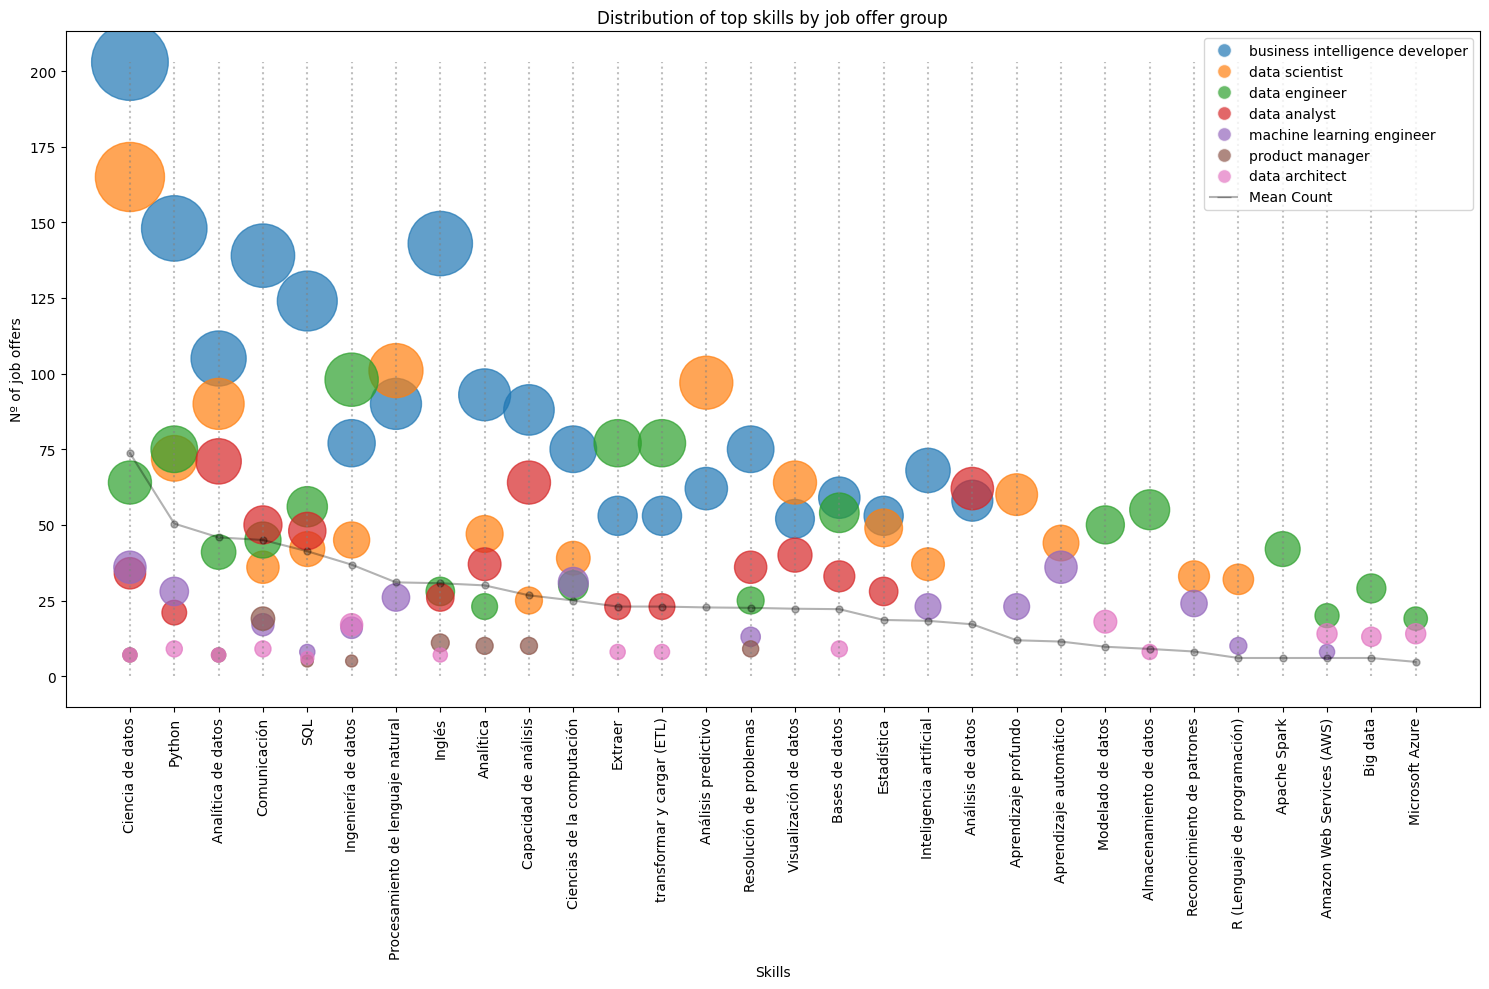 Distribution of top skills by job offer group
business intelligence developer
data scientist
data engineer
data analyst
machine learning engineer
product manager
data architect
Mean Count
Nº of job offers
200
175
150
125
100
75
50
25
0
Ciencia de datos
Python
Analítica de datos
Comunicación
SQL
Ingeniería de datos
Procesamiento de lenguaje natural
Inglés
Analítica
Capacidad de análisis
Ciencias de la computación
Extraer
transformar y cargar (ETL)
Análisis predictivo
Resolución de problemas
Visualización de datos
Bases de datos
Estadística
Inteligencia artificial
Análisis de datos
Aprendizaje profundo
Aprendizaje automático
Modelado de datos
Almacenamiento de datos
Reconocimiento de patrones
R (Lenguaje de programación)
Apache Spark
Amazon Web Services (AWS)
Big data
Microsoft Azure
Skills